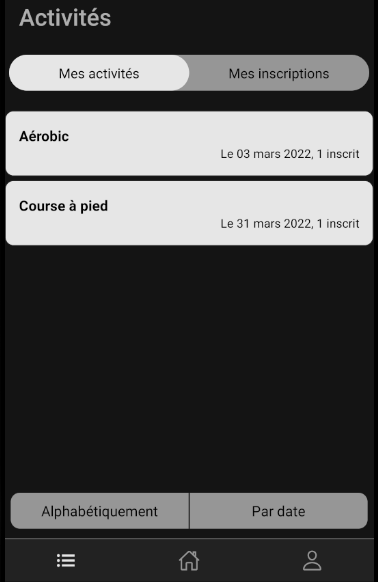 Activités
Mes activités Mes inscriptions
Aérobic
Le 03 mars 2022, 1 inscrit
Course à pied
Le 31 mars 2022, 1 inscrit
Alphabétiquement Par date